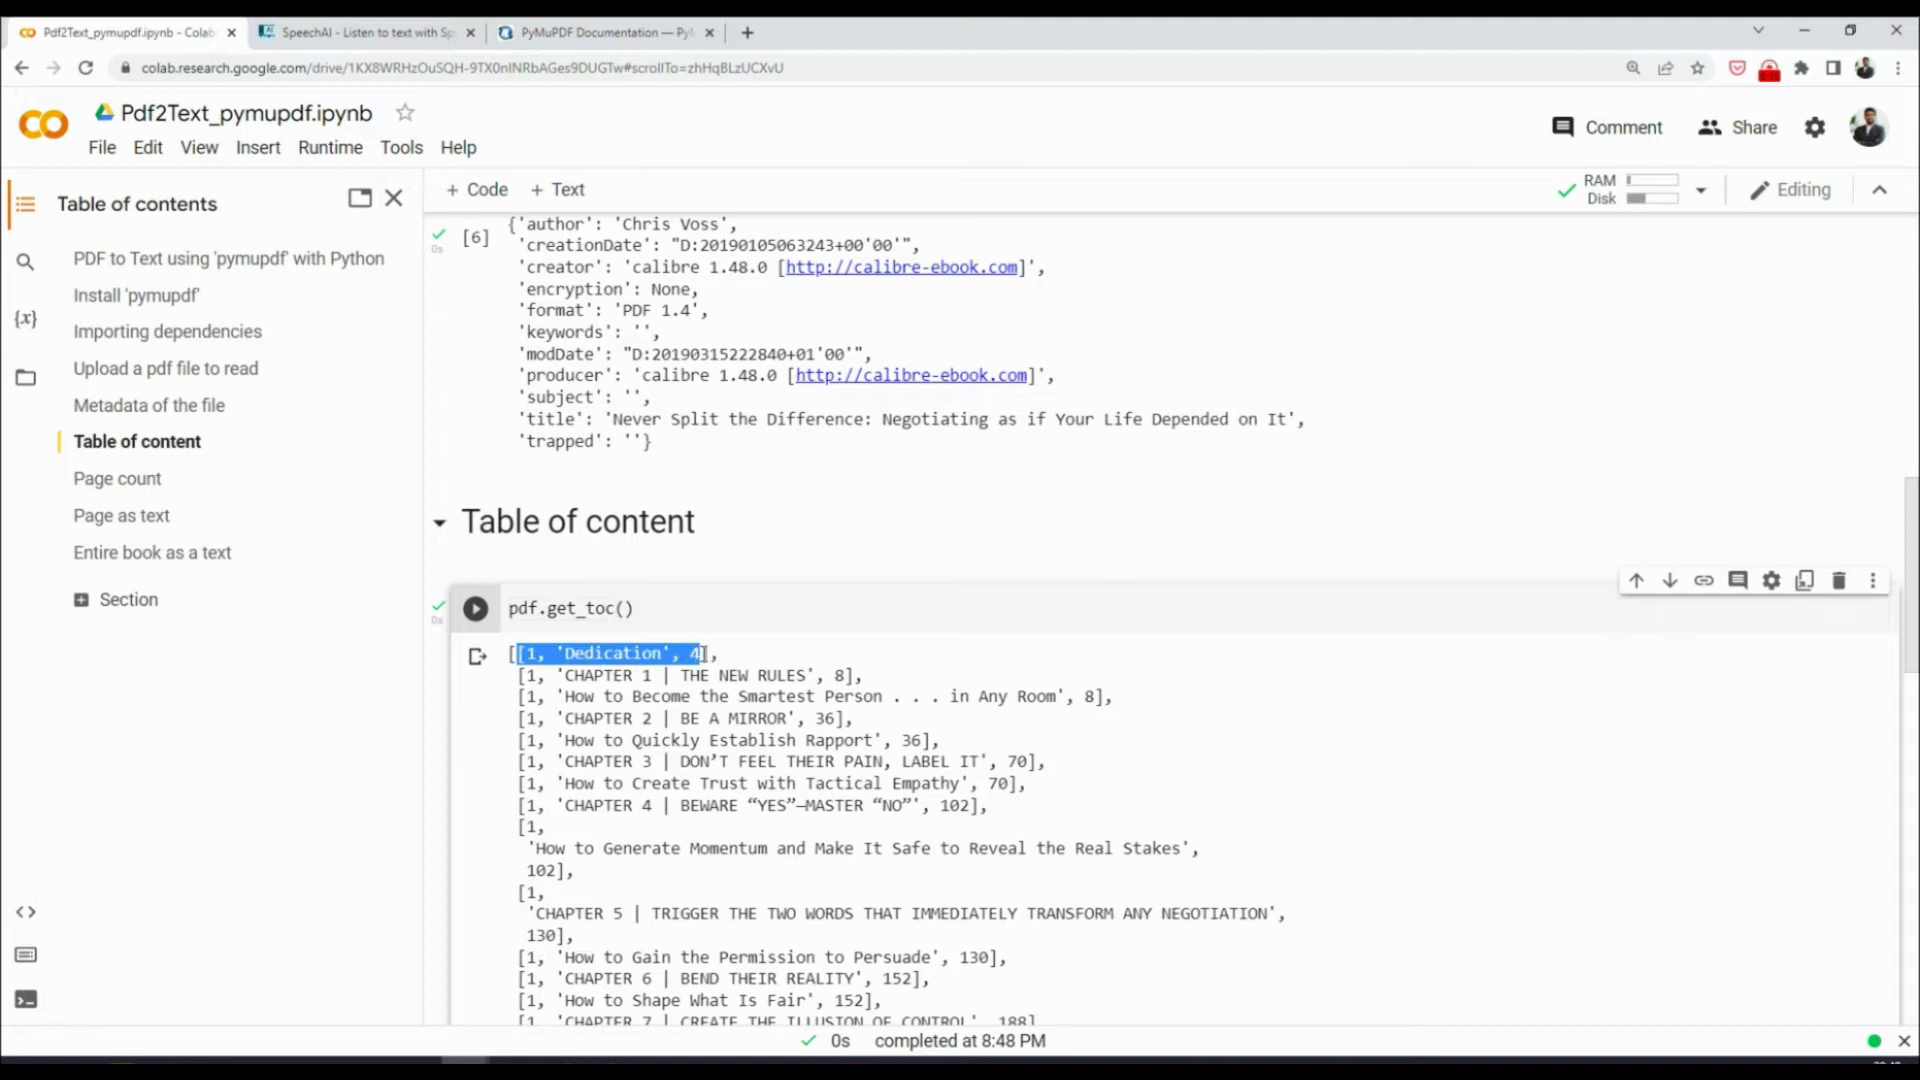 Pdf2Text_pymupdf.ipynb - Colab
SpeechAI - Listen to text with Sp
PyMuPDF Documentation — PyM
colab.research.google.com/drive/1KX8WRHzOuSQH-9TX0nINRbAGes9DUGTw#scrollTo=zhHqBLzUCXvU
Pdf2Text_pymupdf.ipynb
File Edit View Insert Runtime Tools Help
Comment Share
Table of contents
+ Code + Text
RAM
Disk
Editing
PDF to Text using 'pymupdf' with Python
Install 'pymupdf'
Importing dependencies
Upload a pdf file to read
Metadata of the file
Table of content
Page count
Page as text
Entire book as a text
Section
{x}
0s
[6]
{'author': 'Chris Voss',
'creationDate': "D:20190105063243+00'00'",
'creator': 'calibre 1.48.0 [http://calibre-ebook.com]',
'encryption': None,
'format': 'PDF 1.4',
'keywords': '',
'modDate': "D:20190315222840+01'00'",
'producer': 'calibre 1.48.0 [http://calibre-ebook.com]',
'subject': '',
'title': 'Never Split the Difference: Negotiating as if Your Life Depended on It',
'trapped': ''}
Table of content
0s
pdf.get_toc()
[[1, 'Dedication', 4],
[1, 'CHAPTER 1 | THE NEW RULES', 8],
[1, 'How to Become the Smartest Person . . . in Any Room', 8],
[1, 'CHAPTER 2 | BE A MIRROR', 36],
[1, 'How to Quickly Establish Rapport', 36],
[1, 'CHAPTER 3 | DON’T FEEL THEIR PAIN, LABEL IT', 70],
[1, 'How to Create Trust with Tactical Empathy', 70],
[1, 'CHAPTER 4 | BEWARE “YES”—MASTER “NO”', 102],
[1,
'How to Generate Momentum and Make It Safe to Reveal the Real Stakes',
102],
[1,
'CHAPTER 5 | TRIGGER THE TWO WORDS THAT IMMEDIATELY TRANSFORM ANY NEGOTIATION',
130],
[1, 'How to Gain the Permission to Persuade', 130],
[1, 'CHAPTER 6 | BEND THEIR REALITY', 152],
[1, 'How to Shape What Is Fair', 152],
[1, 'CHAPTER 7 | CREATE THE ILLUSION OF CONTROL', 188]
0s completed at 8:48 PM